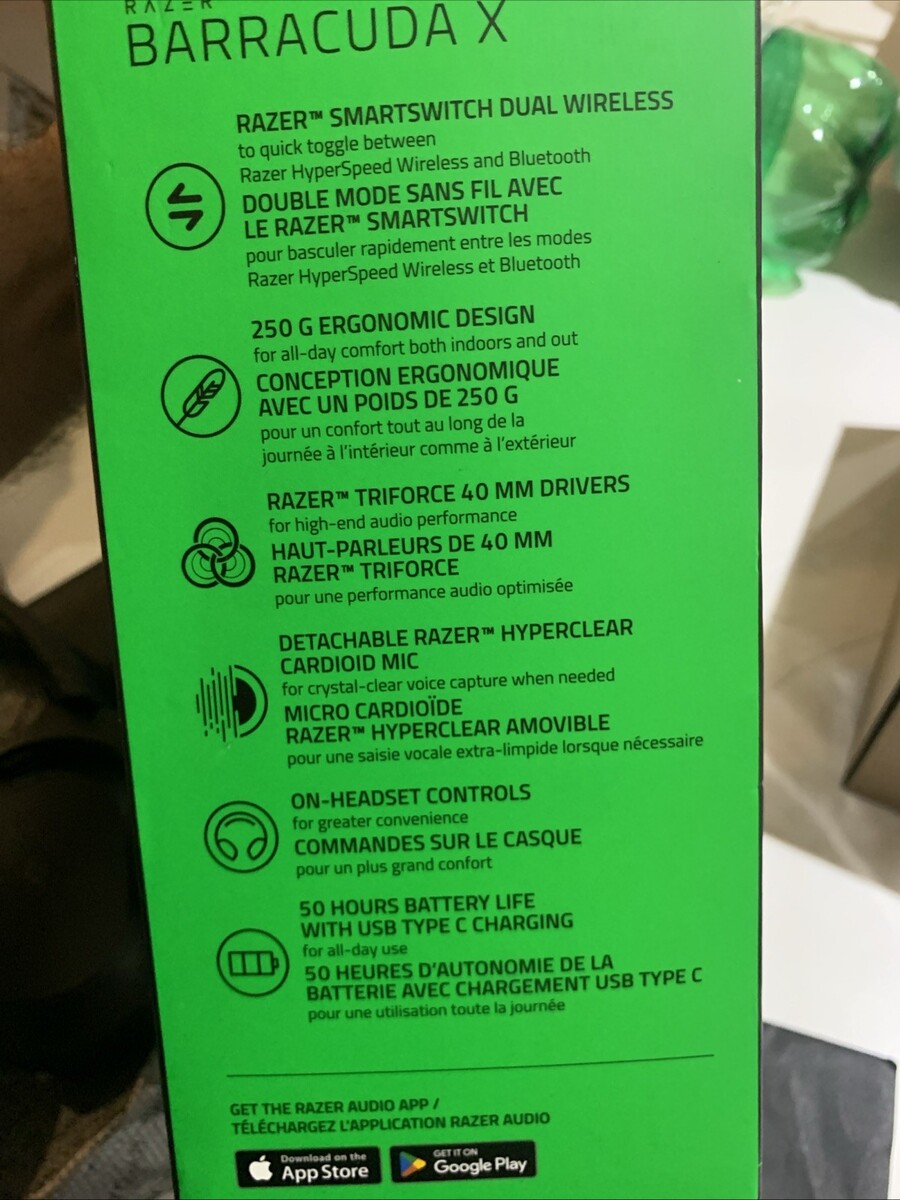 RAZER
BARRACUDA X
RAZER™ SMARTSWITCH DUAL WIRELESS
to quick toggle between
Razer HyperSpeed Wireless and Bluetooth
DOUBLE MODE SANS FIL AVEC
LE RAZER™ SMARTSWITCH
pour basculer rapidement entre les modes
Razer HyperSpeed Wireless et Bluetooth
250 G ERGONOMIC DESIGN
for all-day comfort both indoors and out
CONCEPTION ERGONOMIQUE
AVEC UN POIDS DE 250 G
pour un confort tout au long de la
journée à l'intérieur comme à l'extérieur
RAZER™ TRIFORCE 40 MM DRIVERS
for high-end audio performance
HAUT-PARLEURS DE 40 MM
RAZER™ TRIFORCE
pour une performance audio optimisée
DETACHABLE RAZER™ HYPERCLEAR
CARDIOID MIC
for crystal-clear voice capture when needed
MICRO CARDIOÏDE
RAZER™ HYPERCLEAR AMOVIBLE
pour une saisie vocale extra-limpide lorsque nécessaire
ON-HEADSET CONTROLS
for greater convenience
COMMANDES SUR LE CASQUE
pour un plus grand confort
50 HOURS BATTERY LIFE
WITH USB TYPE C CHARGING
for all-day use
50 HEURES D'AUTONOMIE DE LA
BATTERIE AVEC CHARGEMENT USB TYPE C
pour une utilisation toute la journée
GET THE RAZER AUDIO APP /
TÉLÉCHARGEZ L'APPLICATION RAZER AUDIO
Download on the
App Store
GET IT ON
Google Play